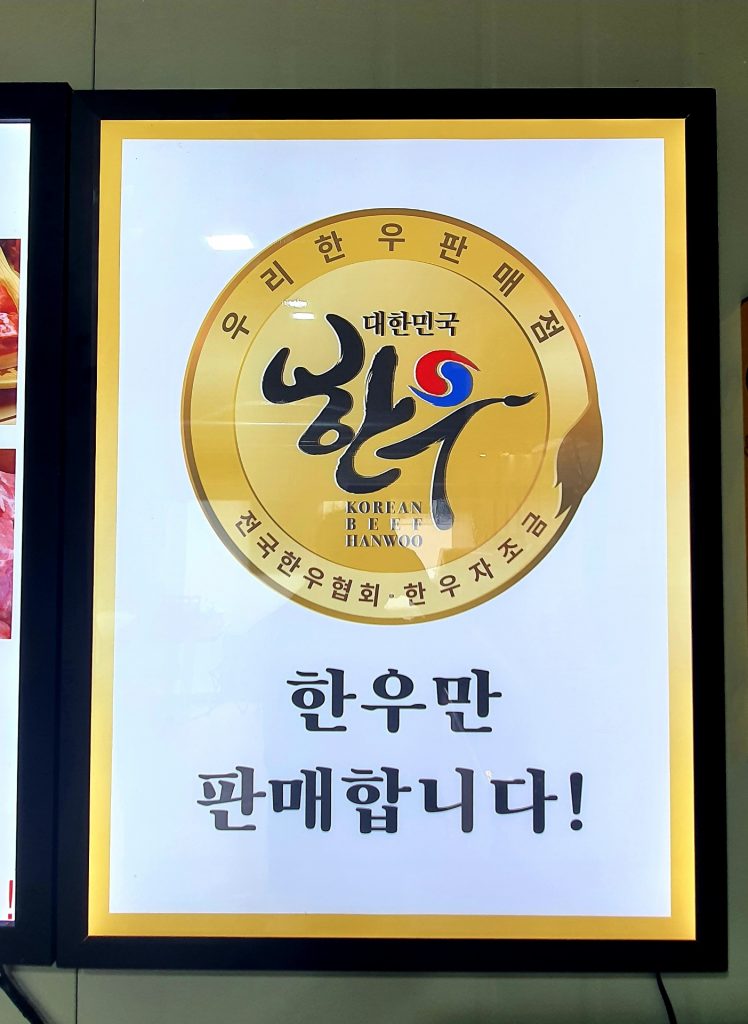 우리한우판매점
대한민국
한우
KOREAN
BEEF
HANWOO
전국한우협회·한우자조금
한우만
판매합니다!
!